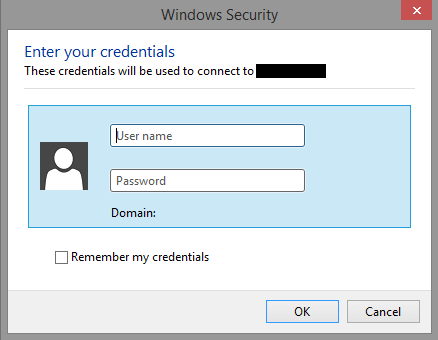 Windows Security
Enter your credentials
These credentials will be used to connect to
User name
Password
Domain:
Remember my credentials
OK
Cancel